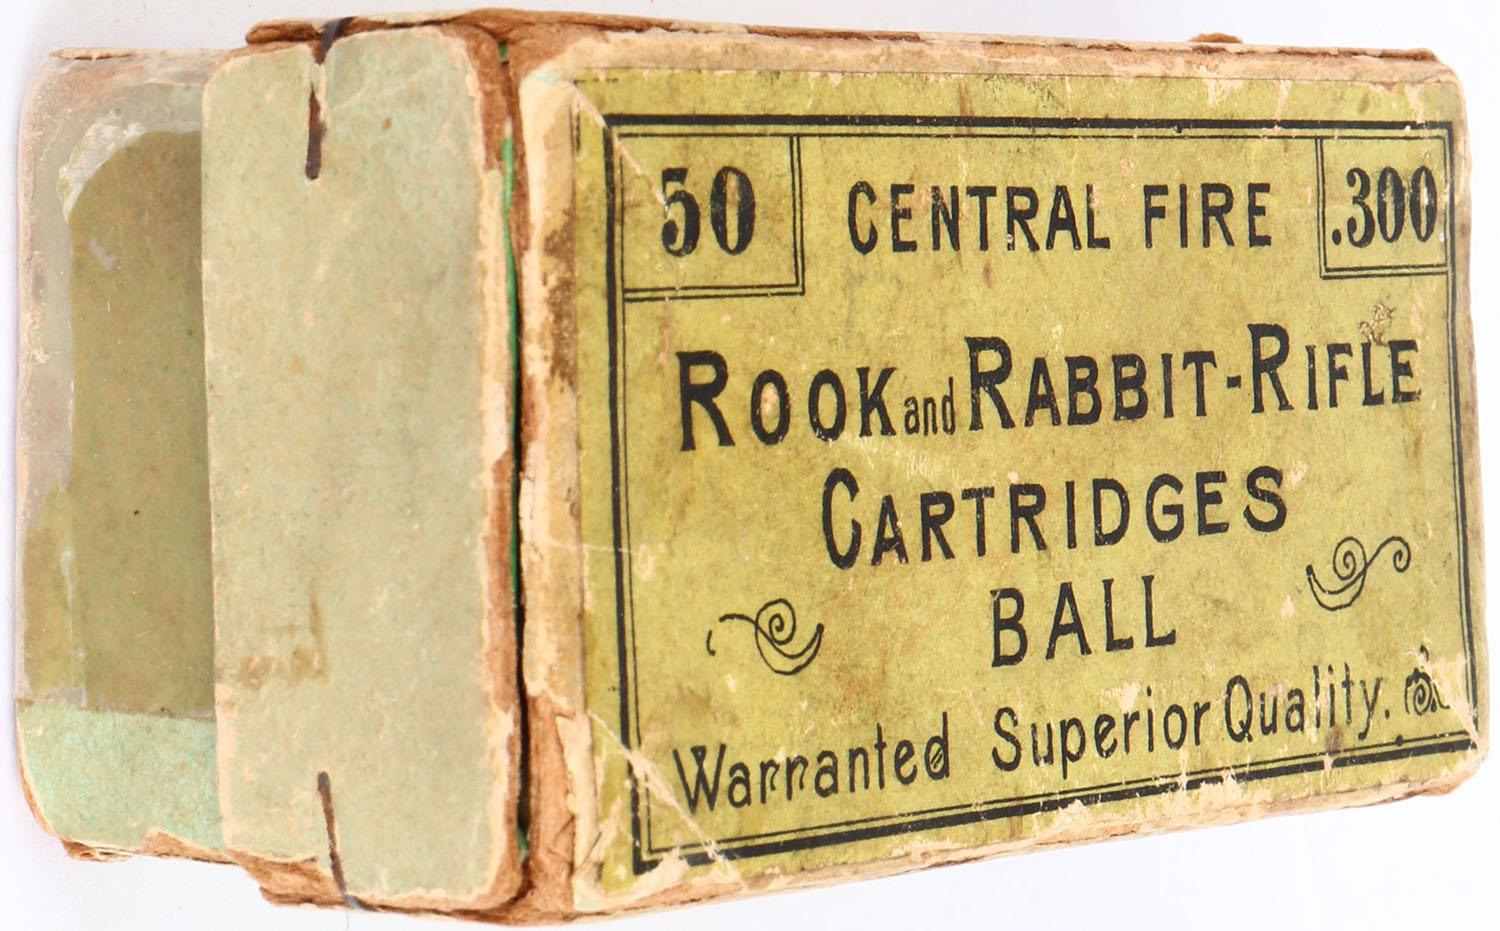 50 CENTRAL FIRE .300
ROOK and RABBIT-RIFLE
CARTRIDGES
BALL
Warranted Superior Quality.